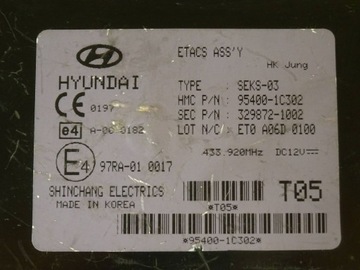 ETACS ASS'Y
HK Jung
HYUNDAI
TYPE : SEKS-03
CE 0197
HMC P/N : 95400-1C302
SEC P/N : 329872-1002
e4 A-00 0182
LOT N/C : ET0 A06D 0100
433.920MHz DC12V
E4 97RA-01 0017
SHINCHANG ELECTRICS
MADE IN KOREA
*T05*
T05
*95400-1C302*